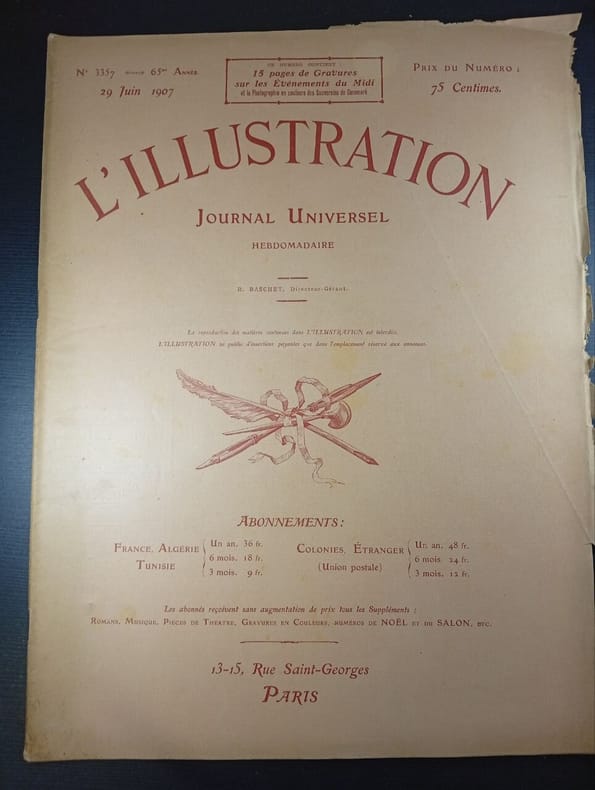 Nº 3357 65me Année
29 Juin 1907
CE NUMÉRO CONTIENT :
15 pages de Gravures
sur les Événements du Midi
et la Photographie en couleurs des Souverains de Danemark
PRIX DU NUMÉRO :
75 Centimes.
L'ILLUSTRATION
JOURNAL UNIVERSEL
HEBDOMADAIRE
R. BASCHET, Directeur-Gérant.
La reproduction des matières contenues dans L'ILLUSTRATION est interdite.
L'ILLUSTRATION ne publie d'insertions payantes que dans l'emplacement réservé aux annonces.
ABONNEMENTS :
FRANCE, ALGÉRIE
TUNISIE
Un an. 36 fr.
6 mois. 18 fr.
3 mois. 9 fr.
COLONIES, ÉTRANGER
(Union postale)
Un an. 48 fr.
6 mois. 24 fr.
3 mois. 12 fr.
Les abonnés reçoivent sans augmentation de prix tous les Suppléments :
ROMANS, MUSIQUE, PIÈCES DE THÉATRE, GRAVURES EN COULEURS, NUMÉROS DE NOËL ET DU SALON, ETC.
13-15, RUE SAINT-GEORGES
PARIS